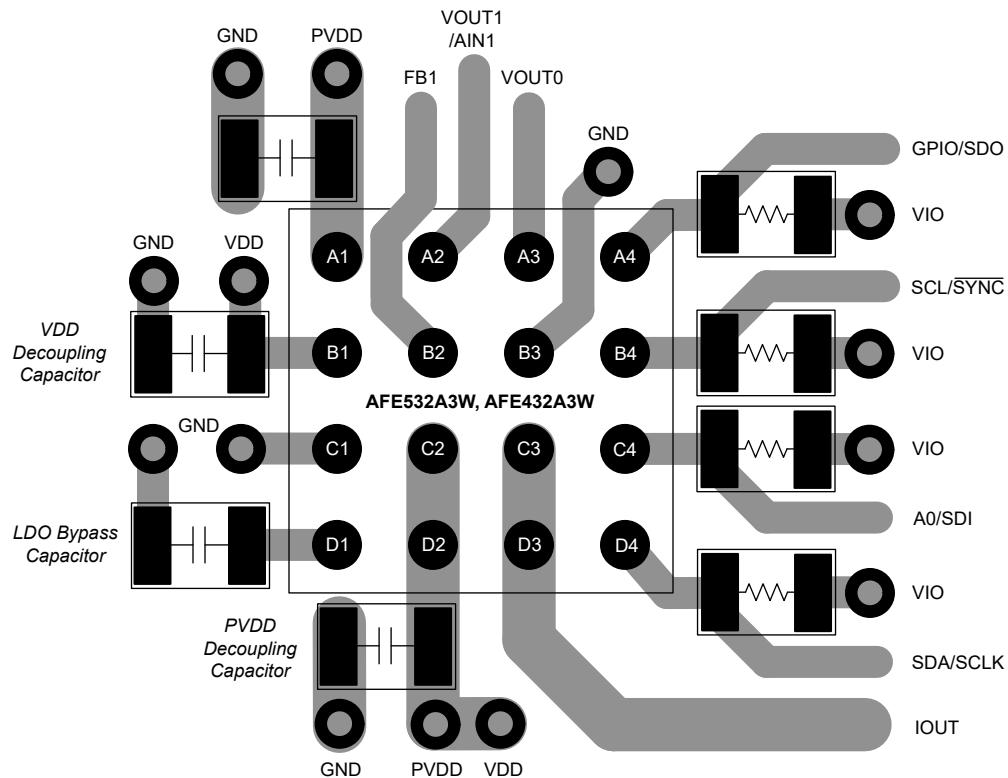 VOUT1
/AIN1
GND
PVDD
FB1
VOUT0
GND
GPIO/SDO
VIO
A1
A2
A3
A4
GND
VDD
SCL/SYNC
VDD
Decoupling
Capacitor
B1
B2
B3
B4
VIO
AFE532A3W, AFE432A3W
GND
C1
C2
C3
C4
VIO
A0/SDI
LDO Bypass
Capacitor
D1
D2
D3
D4
VIO
PVDD
Decoupling
Capacitor
SDA/SCLK
IOUT
GND
PVDD
VDD